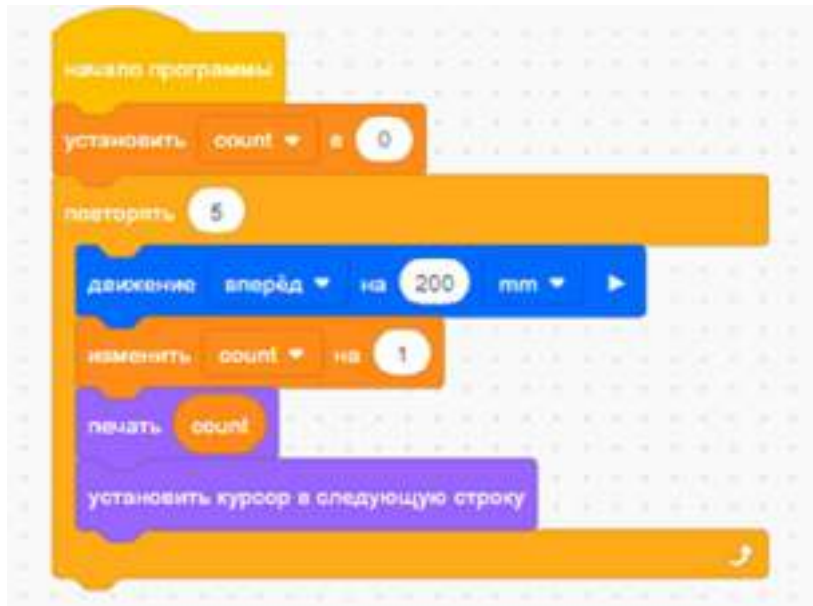 начало программы
установить count в 0
повторять 5
движение вперёд на 200 mm
изменить count на 1
печать count
установить курсор в следующую строку